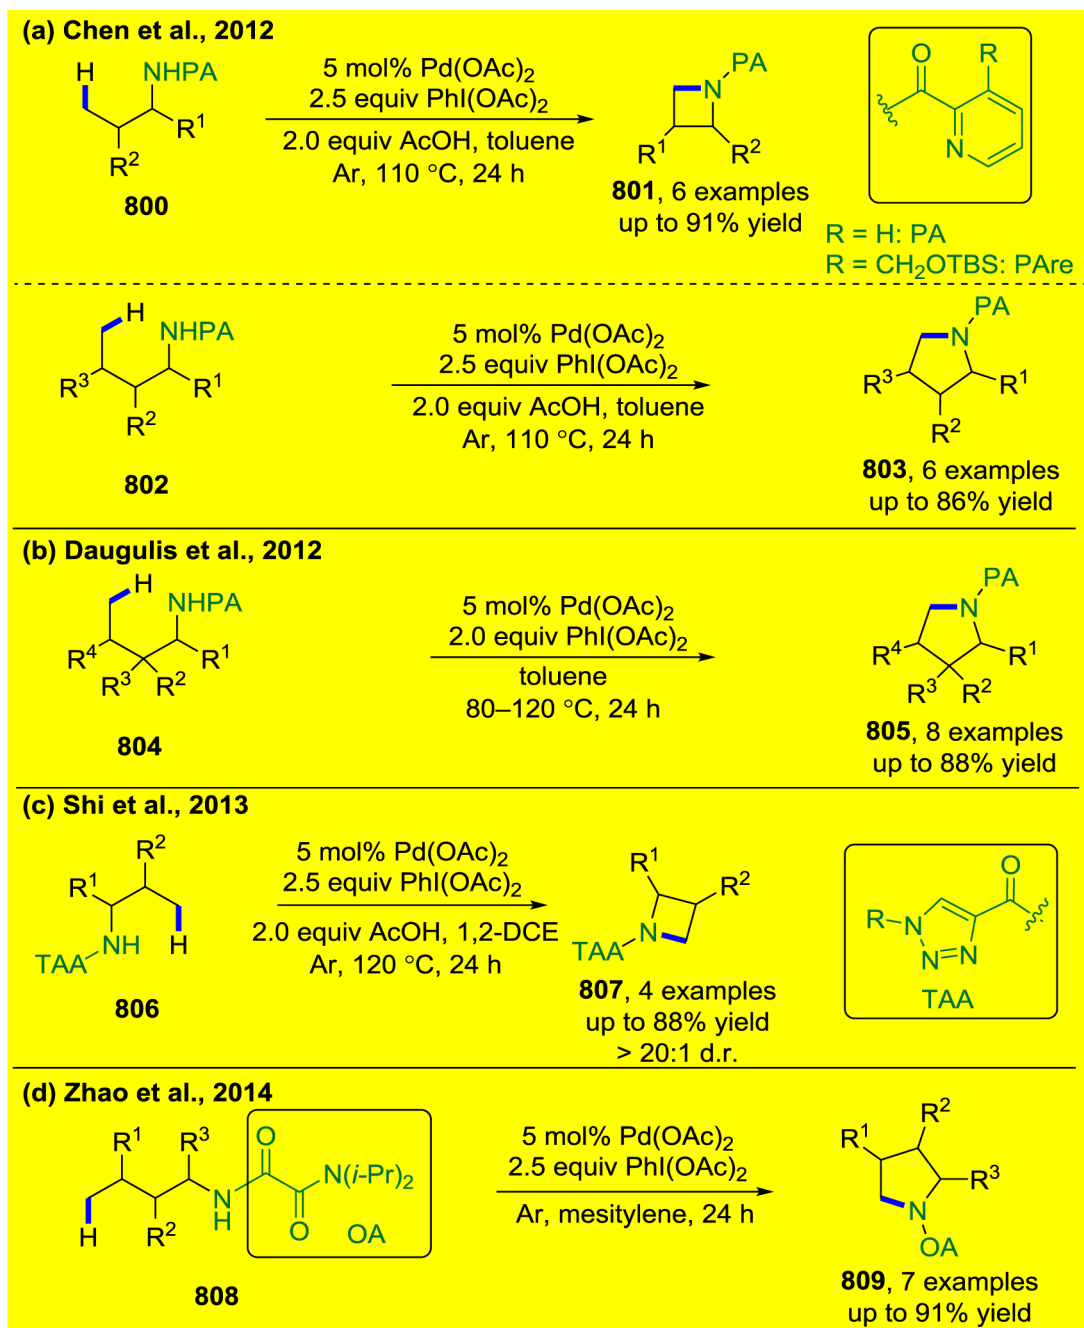 (a) Chen et al., 2012
H NHPA
R¹
R²
800
5 mol% Pd(OAc)₂
2.5 equiv PhI(OAc)₂
2.0 equiv AcOH, toluene
Ar, 110 °C, 24 h
PA
N
R¹ R²
801, 6 examples
up to 91% yield
O R
N
R = H: PA
R = CH₂OTBS: PAre
H
NHPA
R³ R¹
R²
802
5 mol% Pd(OAc)₂
2.5 equiv PhI(OAc)₂
2.0 equiv AcOH, toluene
Ar, 110 °C, 24 h
PA
N
R³ R¹
R²
803, 6 examples
up to 86% yield
(b) Daugulis et al., 2012
H
NHPA
R⁴ R¹
R³ R²
804
5 mol% Pd(OAc)₂
2.0 equiv PhI(OAc)₂
toluene
80–120 °C, 24 h
PA
N
R⁴ R¹
R³ R²
805, 8 examples
up to 88% yield
(c) Shi et al., 2013
R²
R¹
NH H
TAA
806
5 mol% Pd(OAc)₂
2.5 equiv PhI(OAc)₂
2.0 equiv AcOH, 1,2-DCE
Ar, 120 °C, 24 h
R¹
R²
N
TAA
807, 4 examples
up to 88% yield
> 20:1 d.r.
O
R N
N=N
TAA
(d) Zhao et al., 2014
R¹ R³ O
N(i-Pr)₂
N
H H R² O OA
808
5 mol% Pd(OAc)₂
2.5 equiv PhI(OAc)₂
Ar, mesitylene, 24 h
R²
R¹
R³
N
OA
809, 7 examples
up to 91% yield